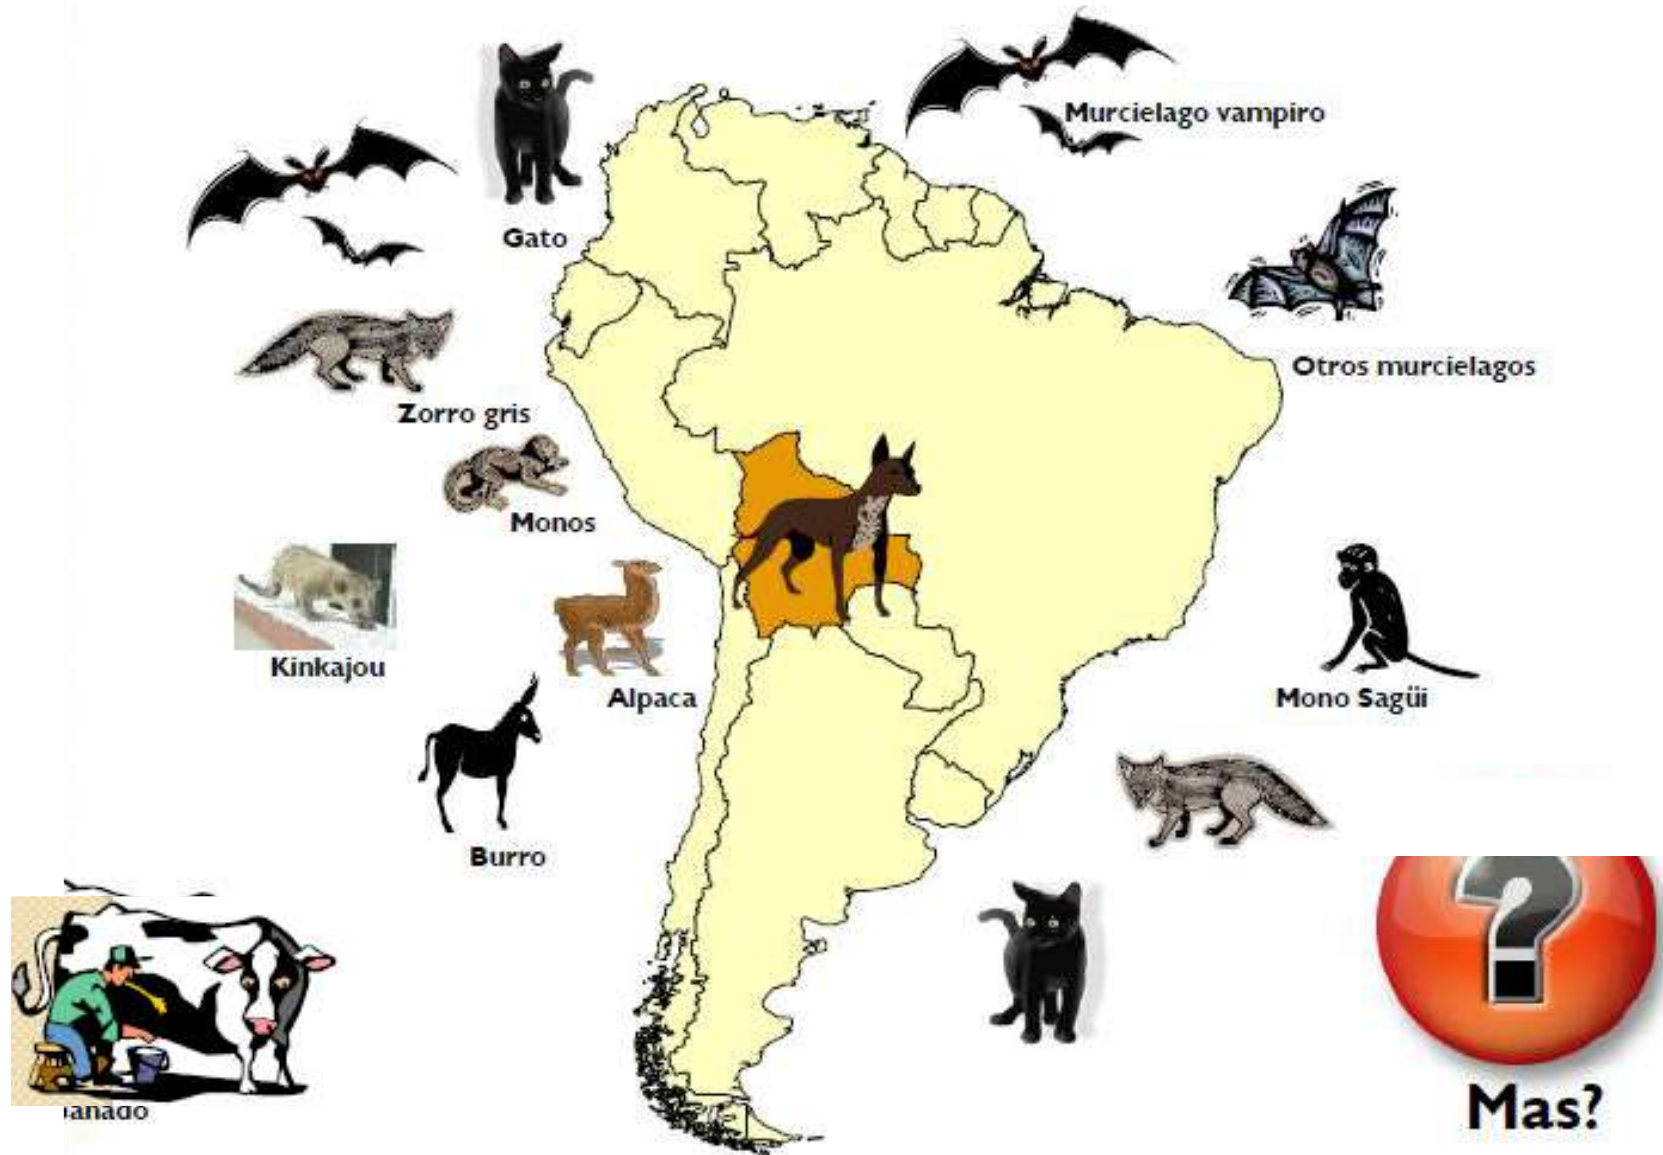 Murcielago vampiro
Gato
Otros murcielagos
Zorro gris
Monos
Kinkajou
Alpaca
Mono Sagüi
Burro
Mas?